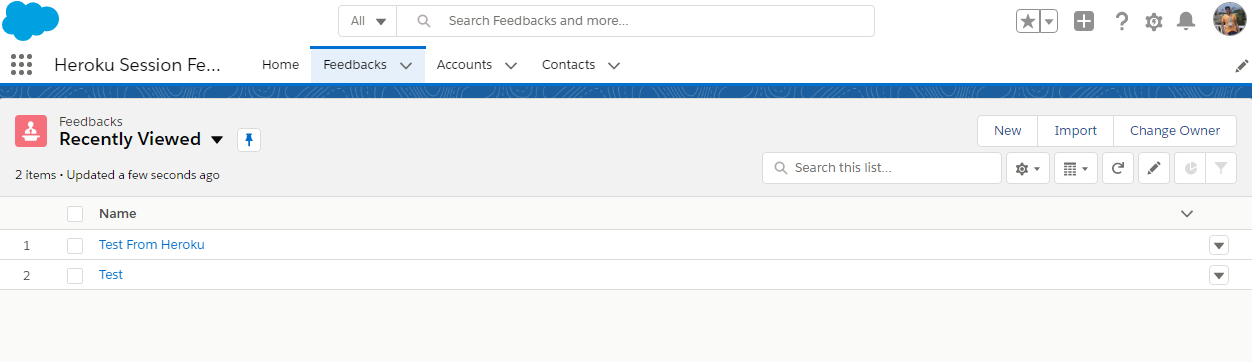 All Search Feedbacks and more...
Heroku Session Fe... Home Feedbacks Accounts Contacts
Feedbacks
Recently Viewed
New Import Change Owner
2 items • Updated a few seconds ago
Search this list...
Name
1 Test From Heroku
2 Test